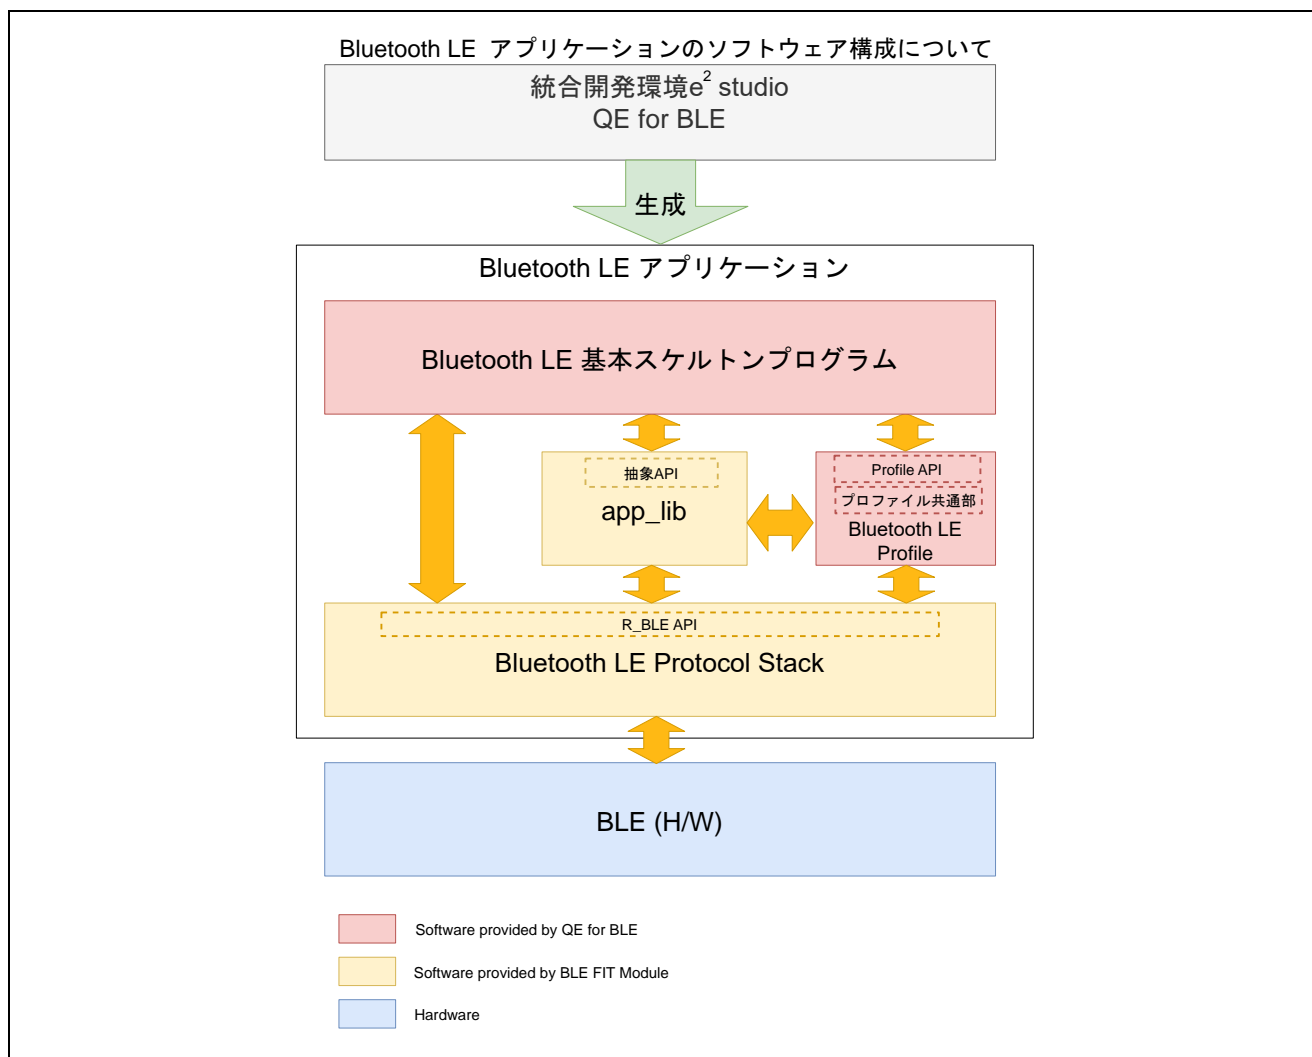 Bluetooth LE アプリケーションのソフトウェア構成について
統合開発環境e² studio
QE for BLE
生成
Bluetooth LE アプリケーション
Bluetooth LE 基本スケルトンプログラム
抽象API
app_lib
Profile API
プロファイル共通部
Bluetooth LE
Profile
R_BLE API
Bluetooth LE Protocol Stack
BLE (H/W)
Software provided by QE for BLE
Software provided by BLE FIT Module
Hardware